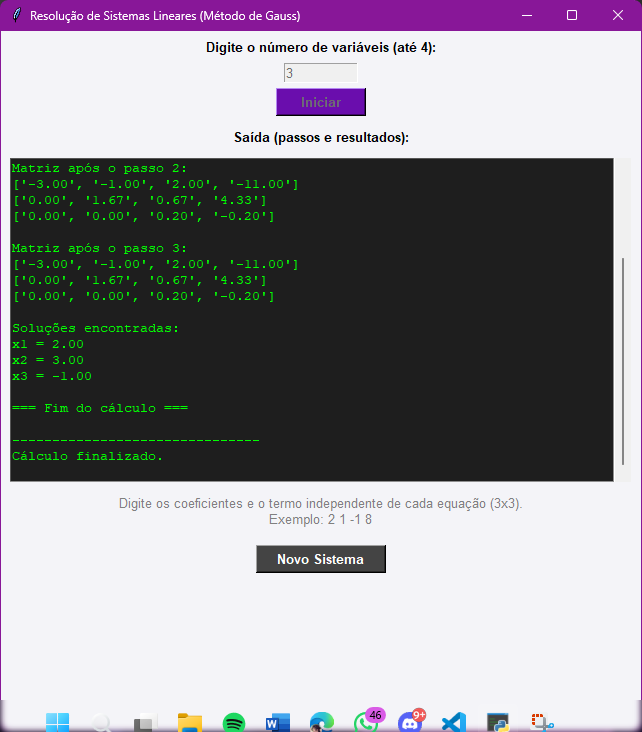 Resolução de Sistemas Lineares (Método de Gauss)
Digite o número de variáveis (até 4):
3
Iniciar
Saída (passos e resultados):
Matriz após o passo 2:
['-3.00', '-1.00', '2.00', '-11.00']
['0.00', '1.67', '0.67', '4.33']
['0.00', '0.00', '0.20', '-0.20']
Matriz após o passo 3:
['-3.00', '-1.00', '2.00', '-11.00']
['0.00', '1.67', '0.67', '4.33']
['0.00', '0.00', '0.20', '-0.20']
Soluções encontradas:
x1 = 2.00
x2 = 3.00
x3 = -1.00
=== Fim do cálculo ===
-------------------------------
Cálculo finalizado.
Digite os coeficientes e o termo independente de cada equação (3x3).
Exemplo: 2 1 -1 8
Novo Sistema
46
9+